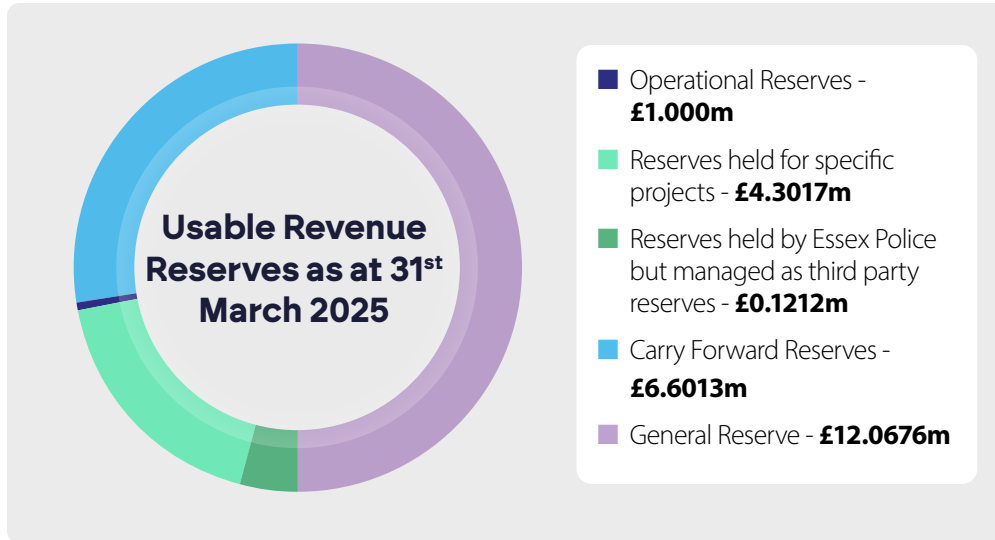 Usable Revenue
Reserves as at 31st
March 2025
Operational Reserves -
£1.000m
Reserves held for specific
projects - £4.3017m
Reserves held by Essex Police
but managed as third party
reserves - £0.1212m
Carry Forward Reserves -
£6.6013m
General Reserve - £12.0676m